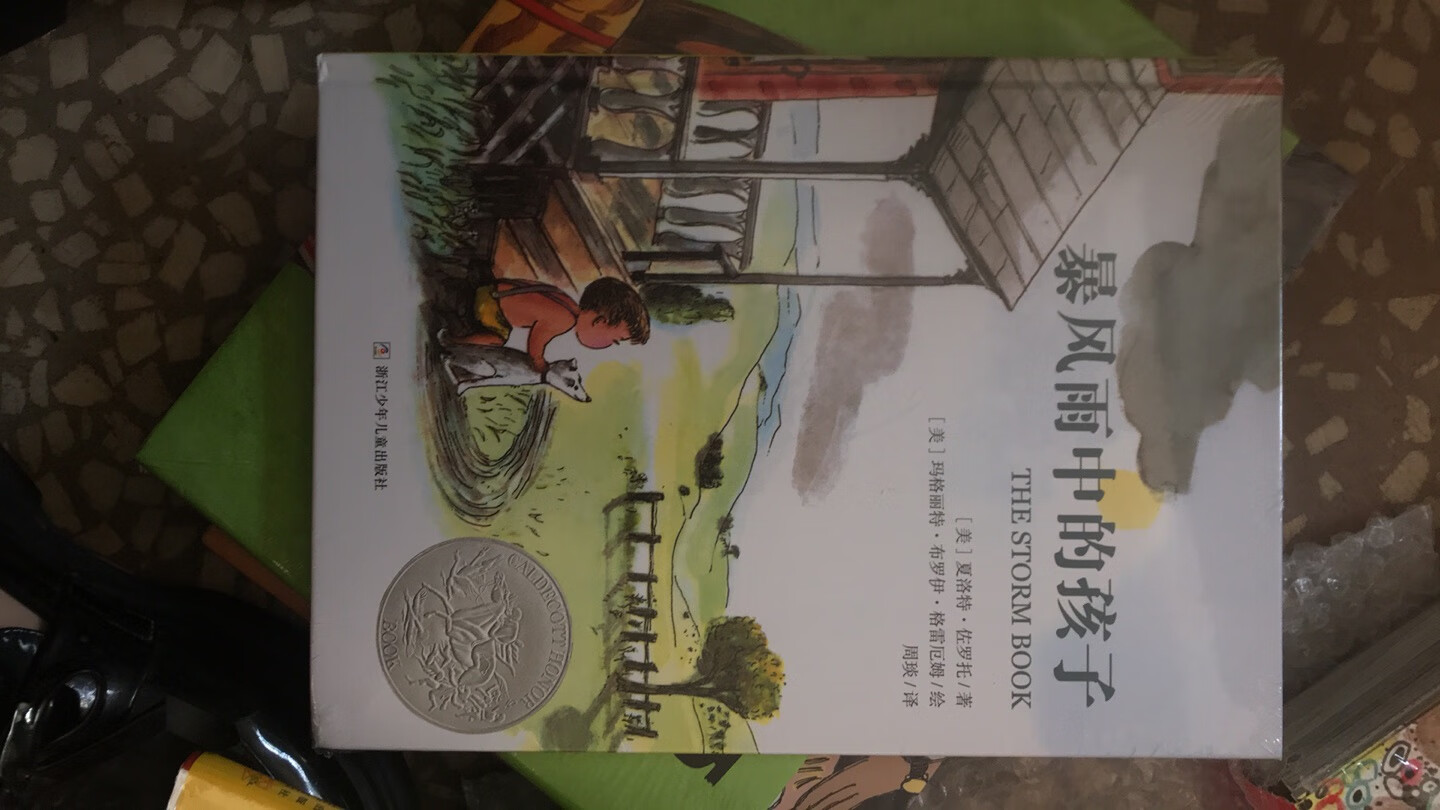 暴风雨中的孩子
THE STORM BOOK
[美] 夏洛特·佐罗托/著
[美] 玛格丽特·布罗伊·格雷厄姆/绘
周琰/译
CALDECOTT HONOR
BOOK
浙江少年儿童出版社